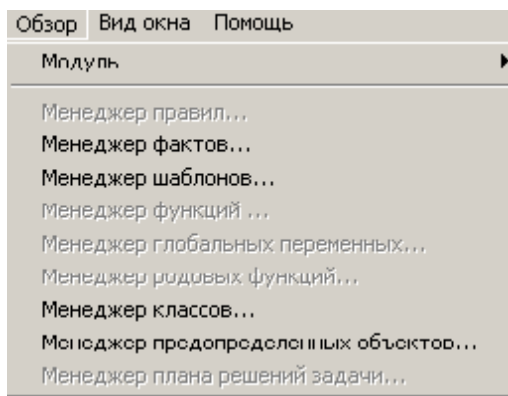 Обзор Вид окна Помощь
Модуль
Менеджер правил...
Менеджер фактов...
Менеджер шаблонов...
Менеджер функций ...
Менеджер глобальных переменных...
Менеджер родовых функций...
Менеджер классов...
Менеджер предопределенных объектов...
Менеджер плана решений задачи...